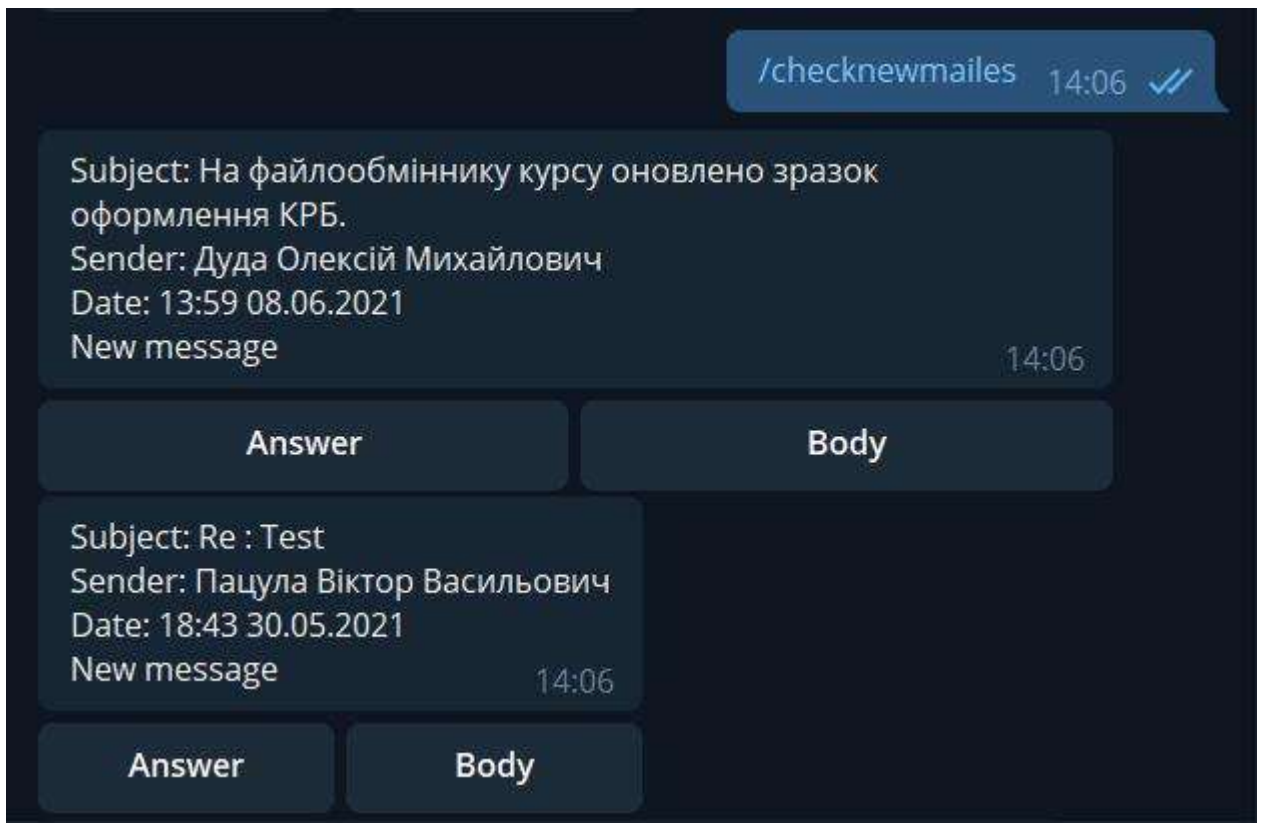 /checknewmailes 14:06
Subject: На файлообміннику курсу оновлено зразок
оформлення КРБ.
Sender: Дуда Олексій Михайлович
Date: 13:59 08.06.2021
New message 14:06
Answer Body
Subject: Re : Test
Sender: Пацула Віктор Васильович
Date: 18:43 30.05.2021
New message 14:06
Answer Body